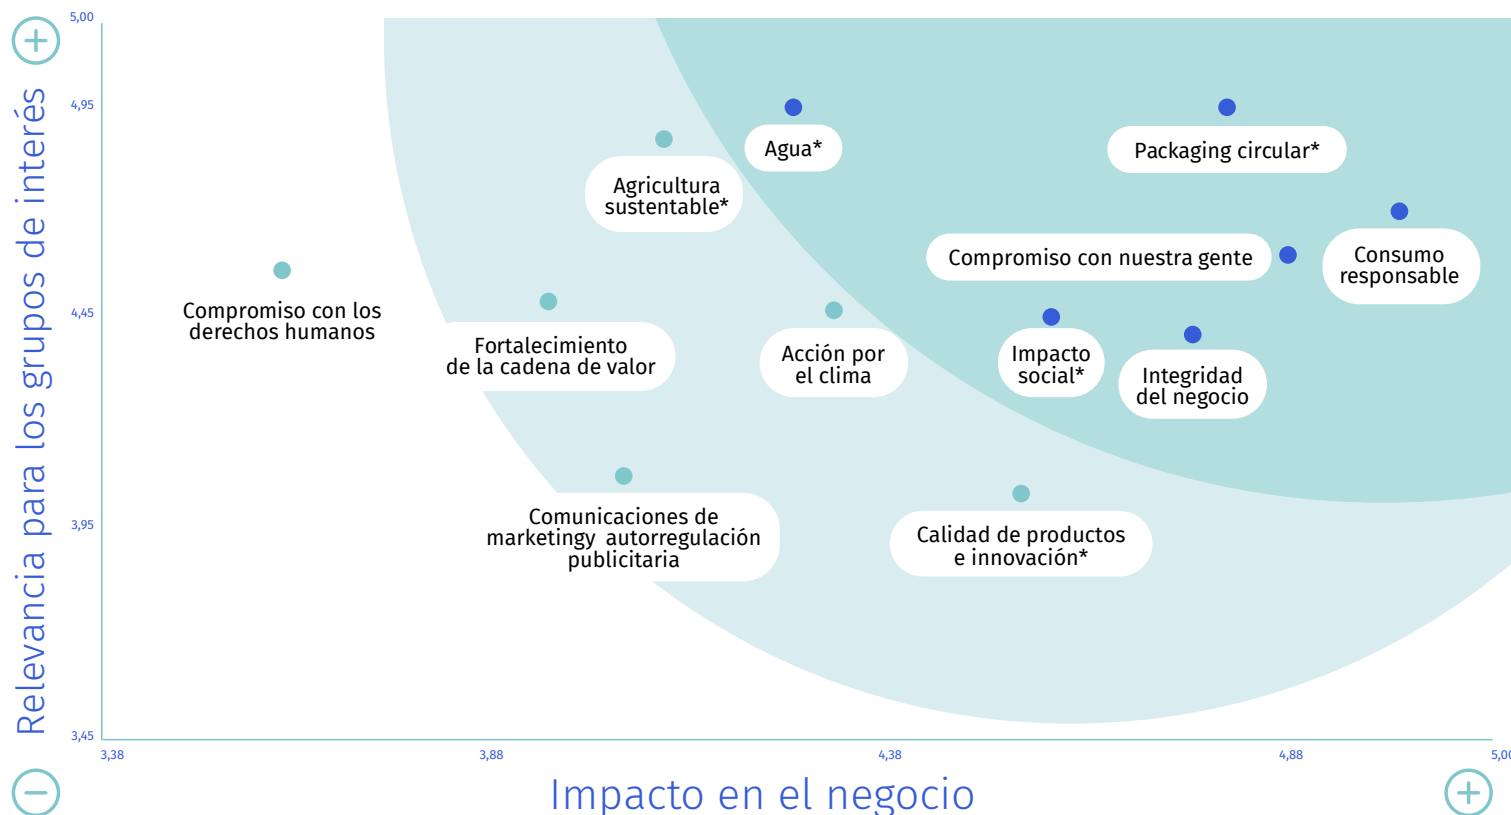 5,00
4,95
4,45
3,95
3,45
Relevancia para los grupos de interés
Agua*
Packaging circular*
Agricultura
sustentable*
Compromiso con nuestra gente
Consumo
responsable
Compromiso con los
derechos humanos
Fortalecimiento
de la cadena de valor
Acción por
el clima
Impacto
social*
Integridad
del negocio
Comunicaciones de
marketingy autorregulación
publicitaria
Calidad de productos
e innovación*
3,38
3,88
4,38
4,88
5,00
Impacto en el negocio